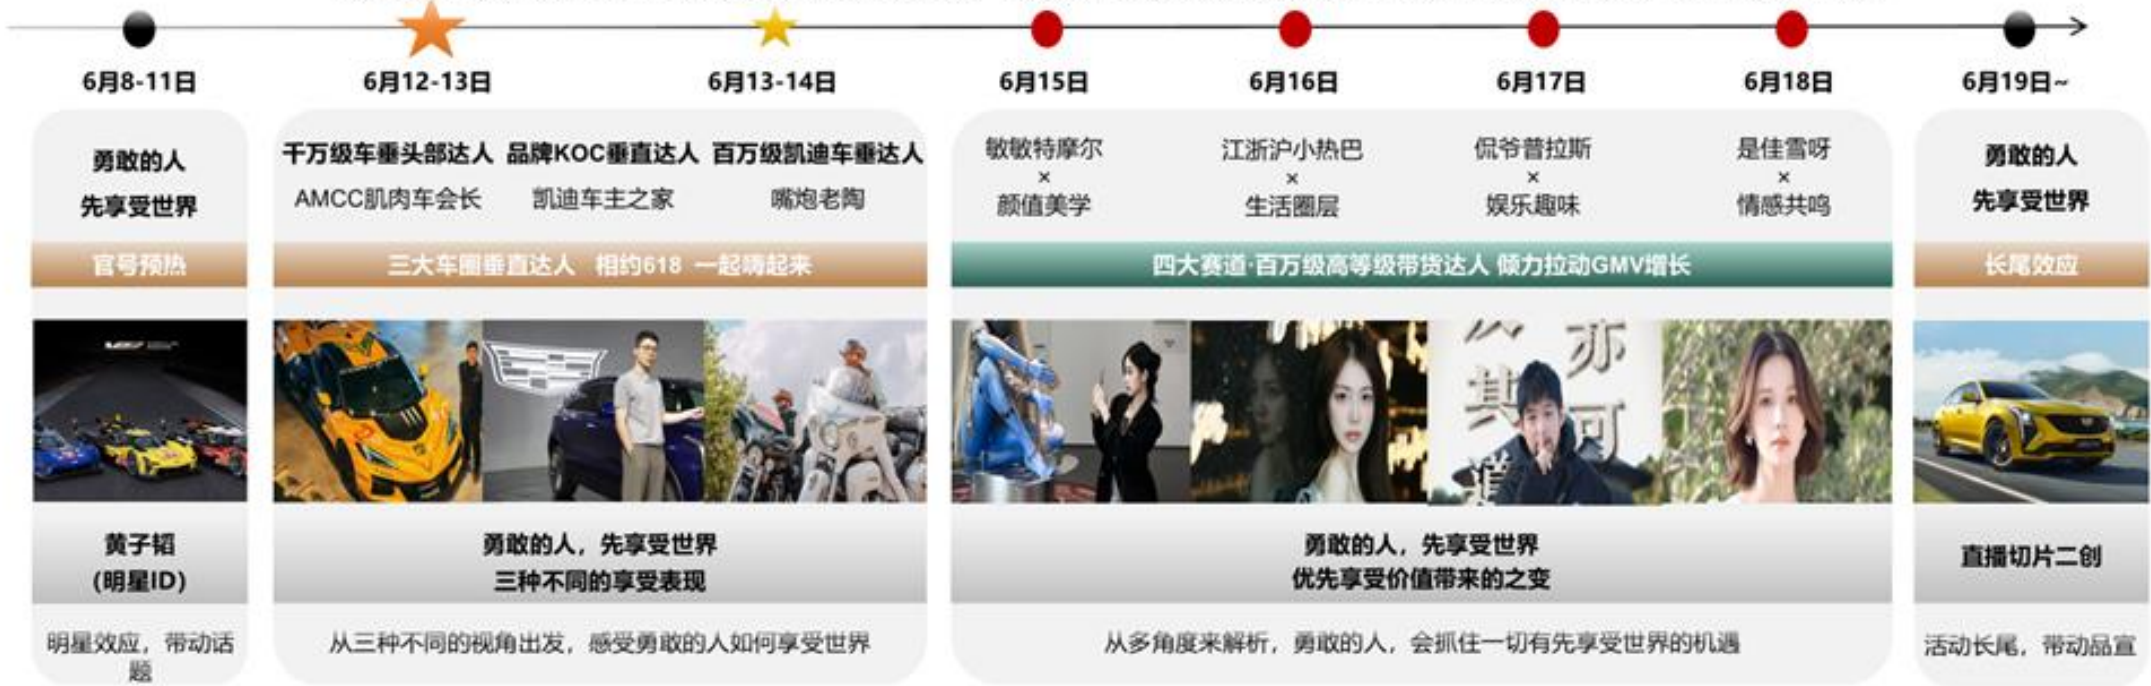 6月8-11日
6月12-13日
6月13-14日
6月15日
6月16日
6月17日
6月18日
6月19日~
勇敢的人
先享受世界
官号预热
黄子韬
(明星ID)
明星效应，带动话
题
千万级车垂头部达人 品牌KOC垂直达人 百万级凯迪车垂达人
AMCC肌肉车会长 凯迪车主之家 嘴炮老陶
三大车圈垂直达人 相约618 一起嗨起来
勇敢的人，先享受世界
三种不同的享受表现
从三种不同的视角出发，感受勇敢的人如何享受世界
敏敏特摩尔
×
颜值美学
江浙沪小热巴
×
生活圈层
侃爷普拉斯
×
娱乐趣味
是佳雪呀
×
情感共鸣
四大赛道·百万级高等级带货达人 倾力拉动GMV增长
亦
其 可
勇敢的人，先享受世界
优先享受价值带来的之变
从多角度来解析，勇敢的人，会抓住一切有先享受世界的机遇
勇敢的人
先享受世界
长尾效应
直播切片二创
活动长尾，带动品宣